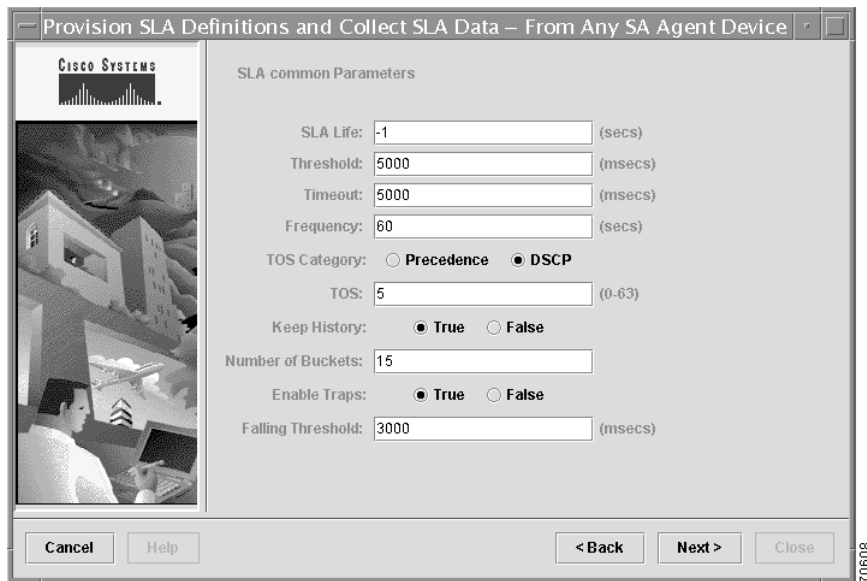 Provision SLA Definitions and Collect SLA Data – From Any SA Agent Device
CISCO SYSTEMS
SLA common Parameters
SLA Life: -1 (secs)
Threshold: 5000 (msecs)
Timeout: 5000 (msecs)
Frequency: 60 (secs)
TOS Category: Precedence DSCP
TOS: 5 (0-63)
Keep History: True False
Number of Buckets: 15
Enable Traps: True False
Falling Threshold: 3000 (msecs)
Cancel Help < Back Next > Close